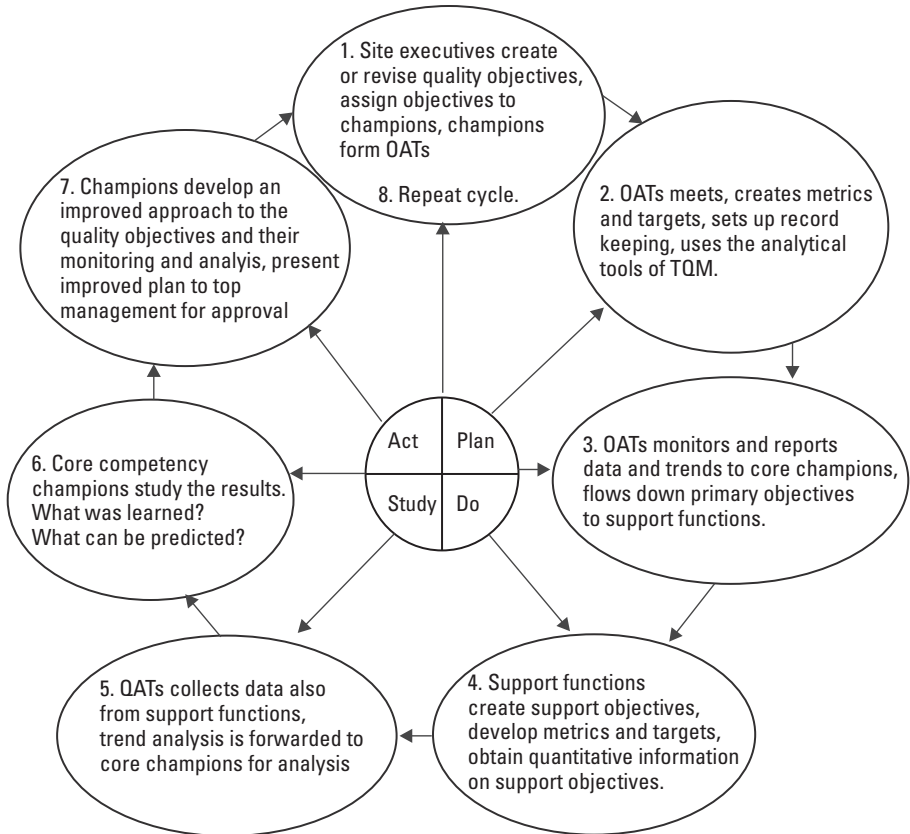 1. Site executives create
or revise quality objectives,
assign objectives to
champions, champions
form OATs
8. Repeat cycle.
2. OATs meets, creates metrics
and targets, sets up record
keeping, uses the analytical
tools of TQM.
3. OATs monitors and reports
data and trends to core champions,
flows down primary objectives
to support functions.
4. Support functions
create support objectives,
develop metrics and targets,
obtain quantitative information
on support objectives.
5. QATs collects data also
from support functions,
trend analysis is forwarded to
core champions for analysis
6. Core competency
champions study the results.
What was learned?
What can be predicted?
7. Champions develop an
improved approach to the
quality objectives and their
monitoring and analyis, present
improved plan to top
management for approval
Act
Plan
Study
Do